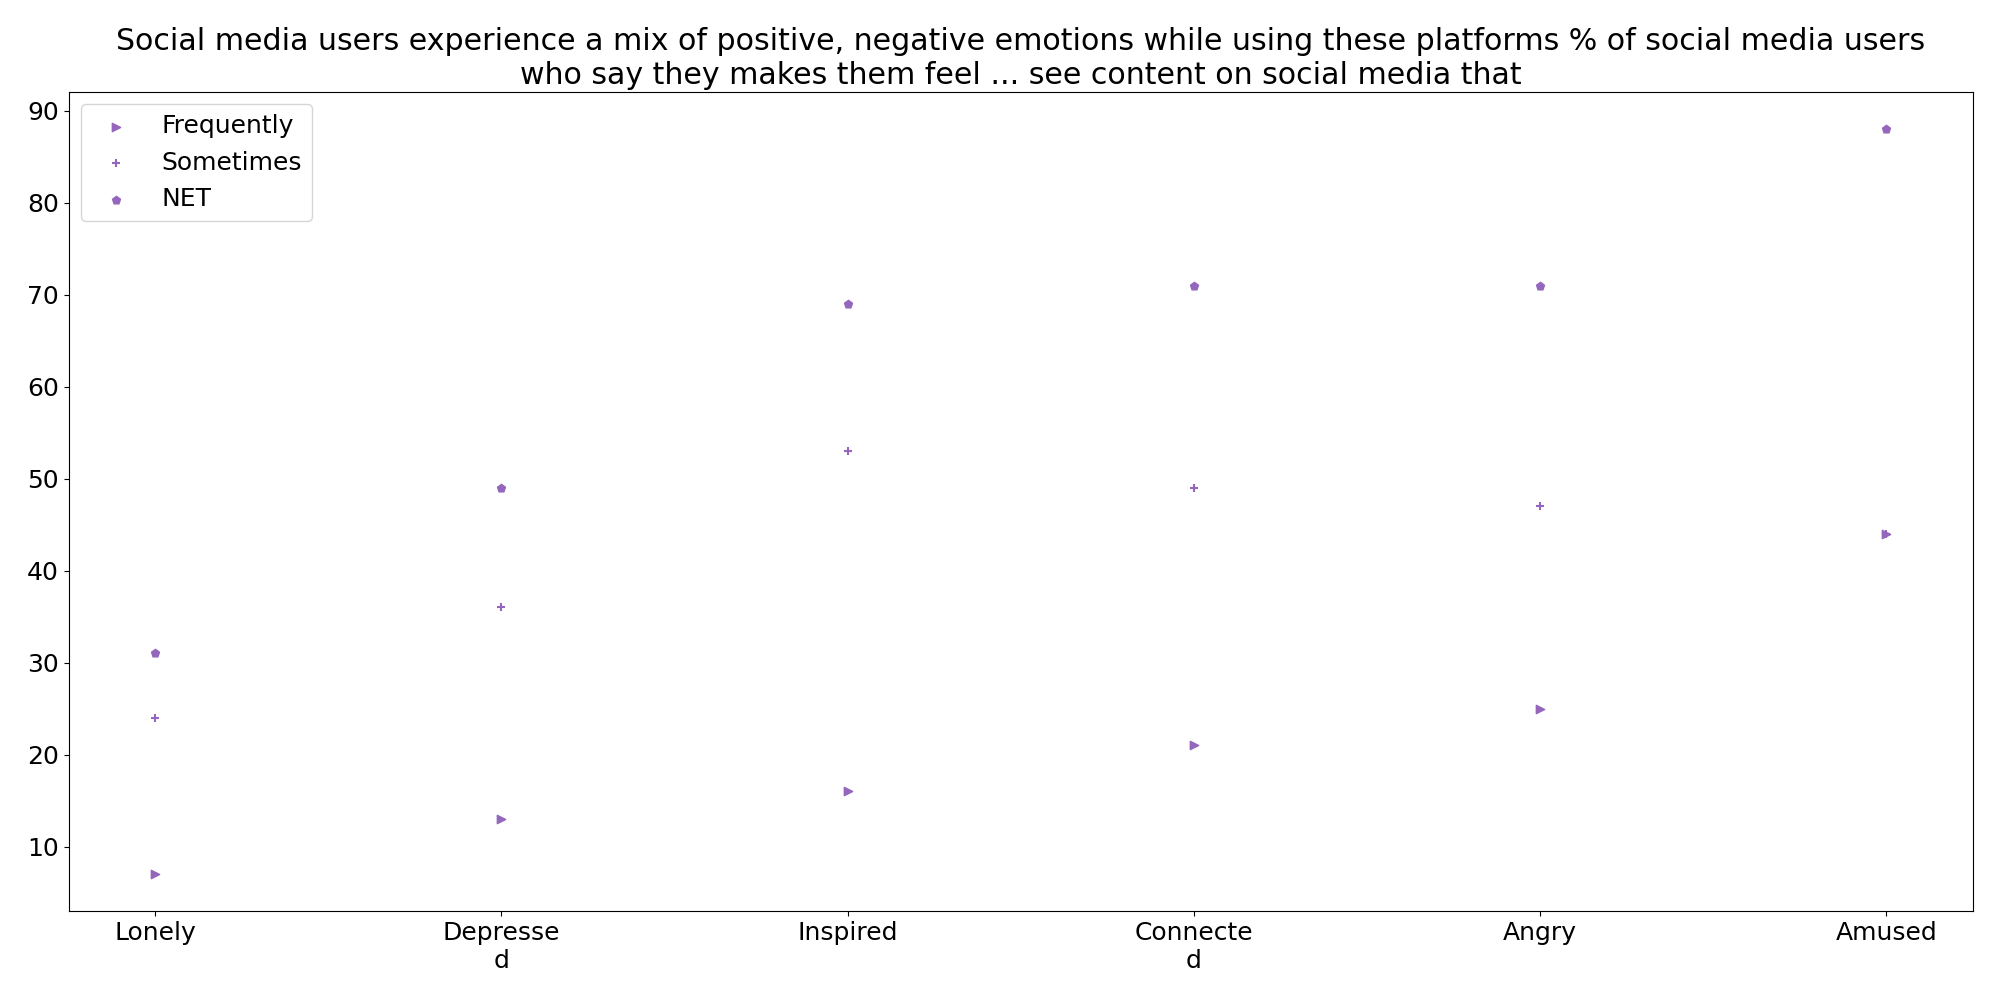 Social media users experience a mix of positive, negative emotions while using these platforms % of social media users
who say they makes them feel ... see content on social media that
90
80
70
60
50
40
30
20
10
Frequently
Sometimes
NET
Lonely
Depresse
d
Inspired
Connecte
d
Angry
Amused